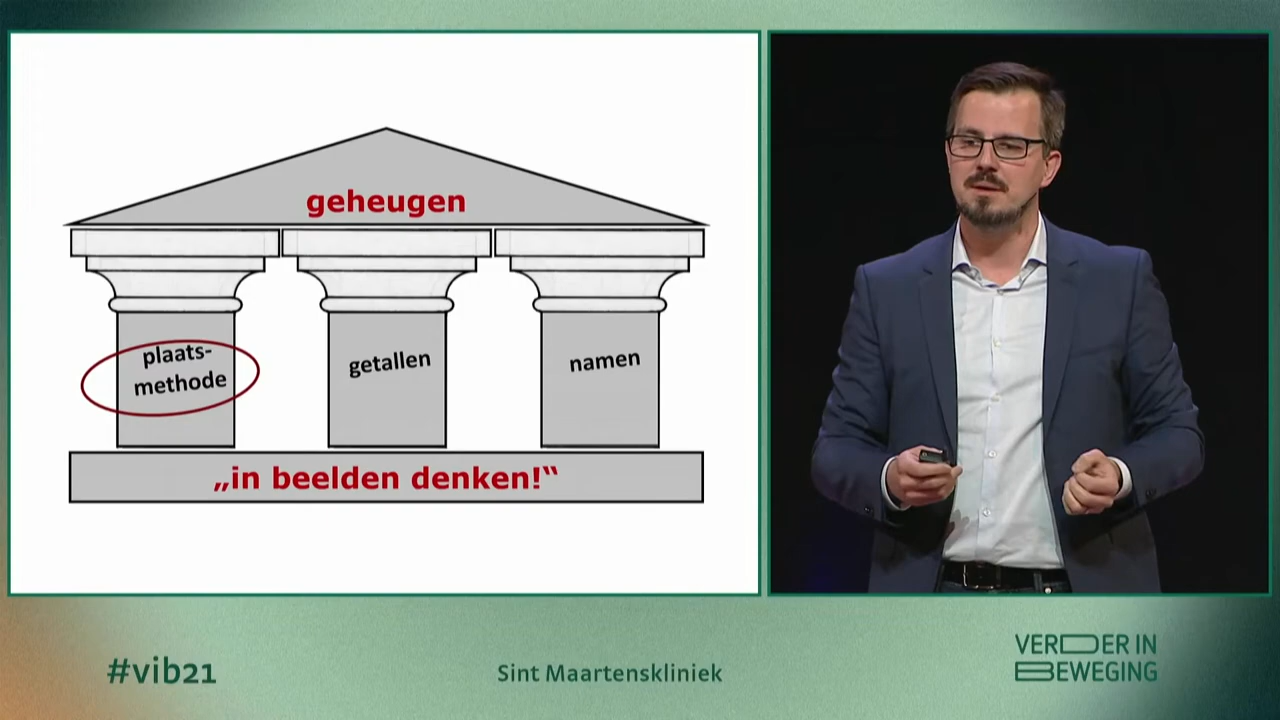 geheugen
plaats-
methode
getallen
namen
„in beelden denken!“
#vib21
Sint Maartenskliniek
VERDER IN
BEWEGING